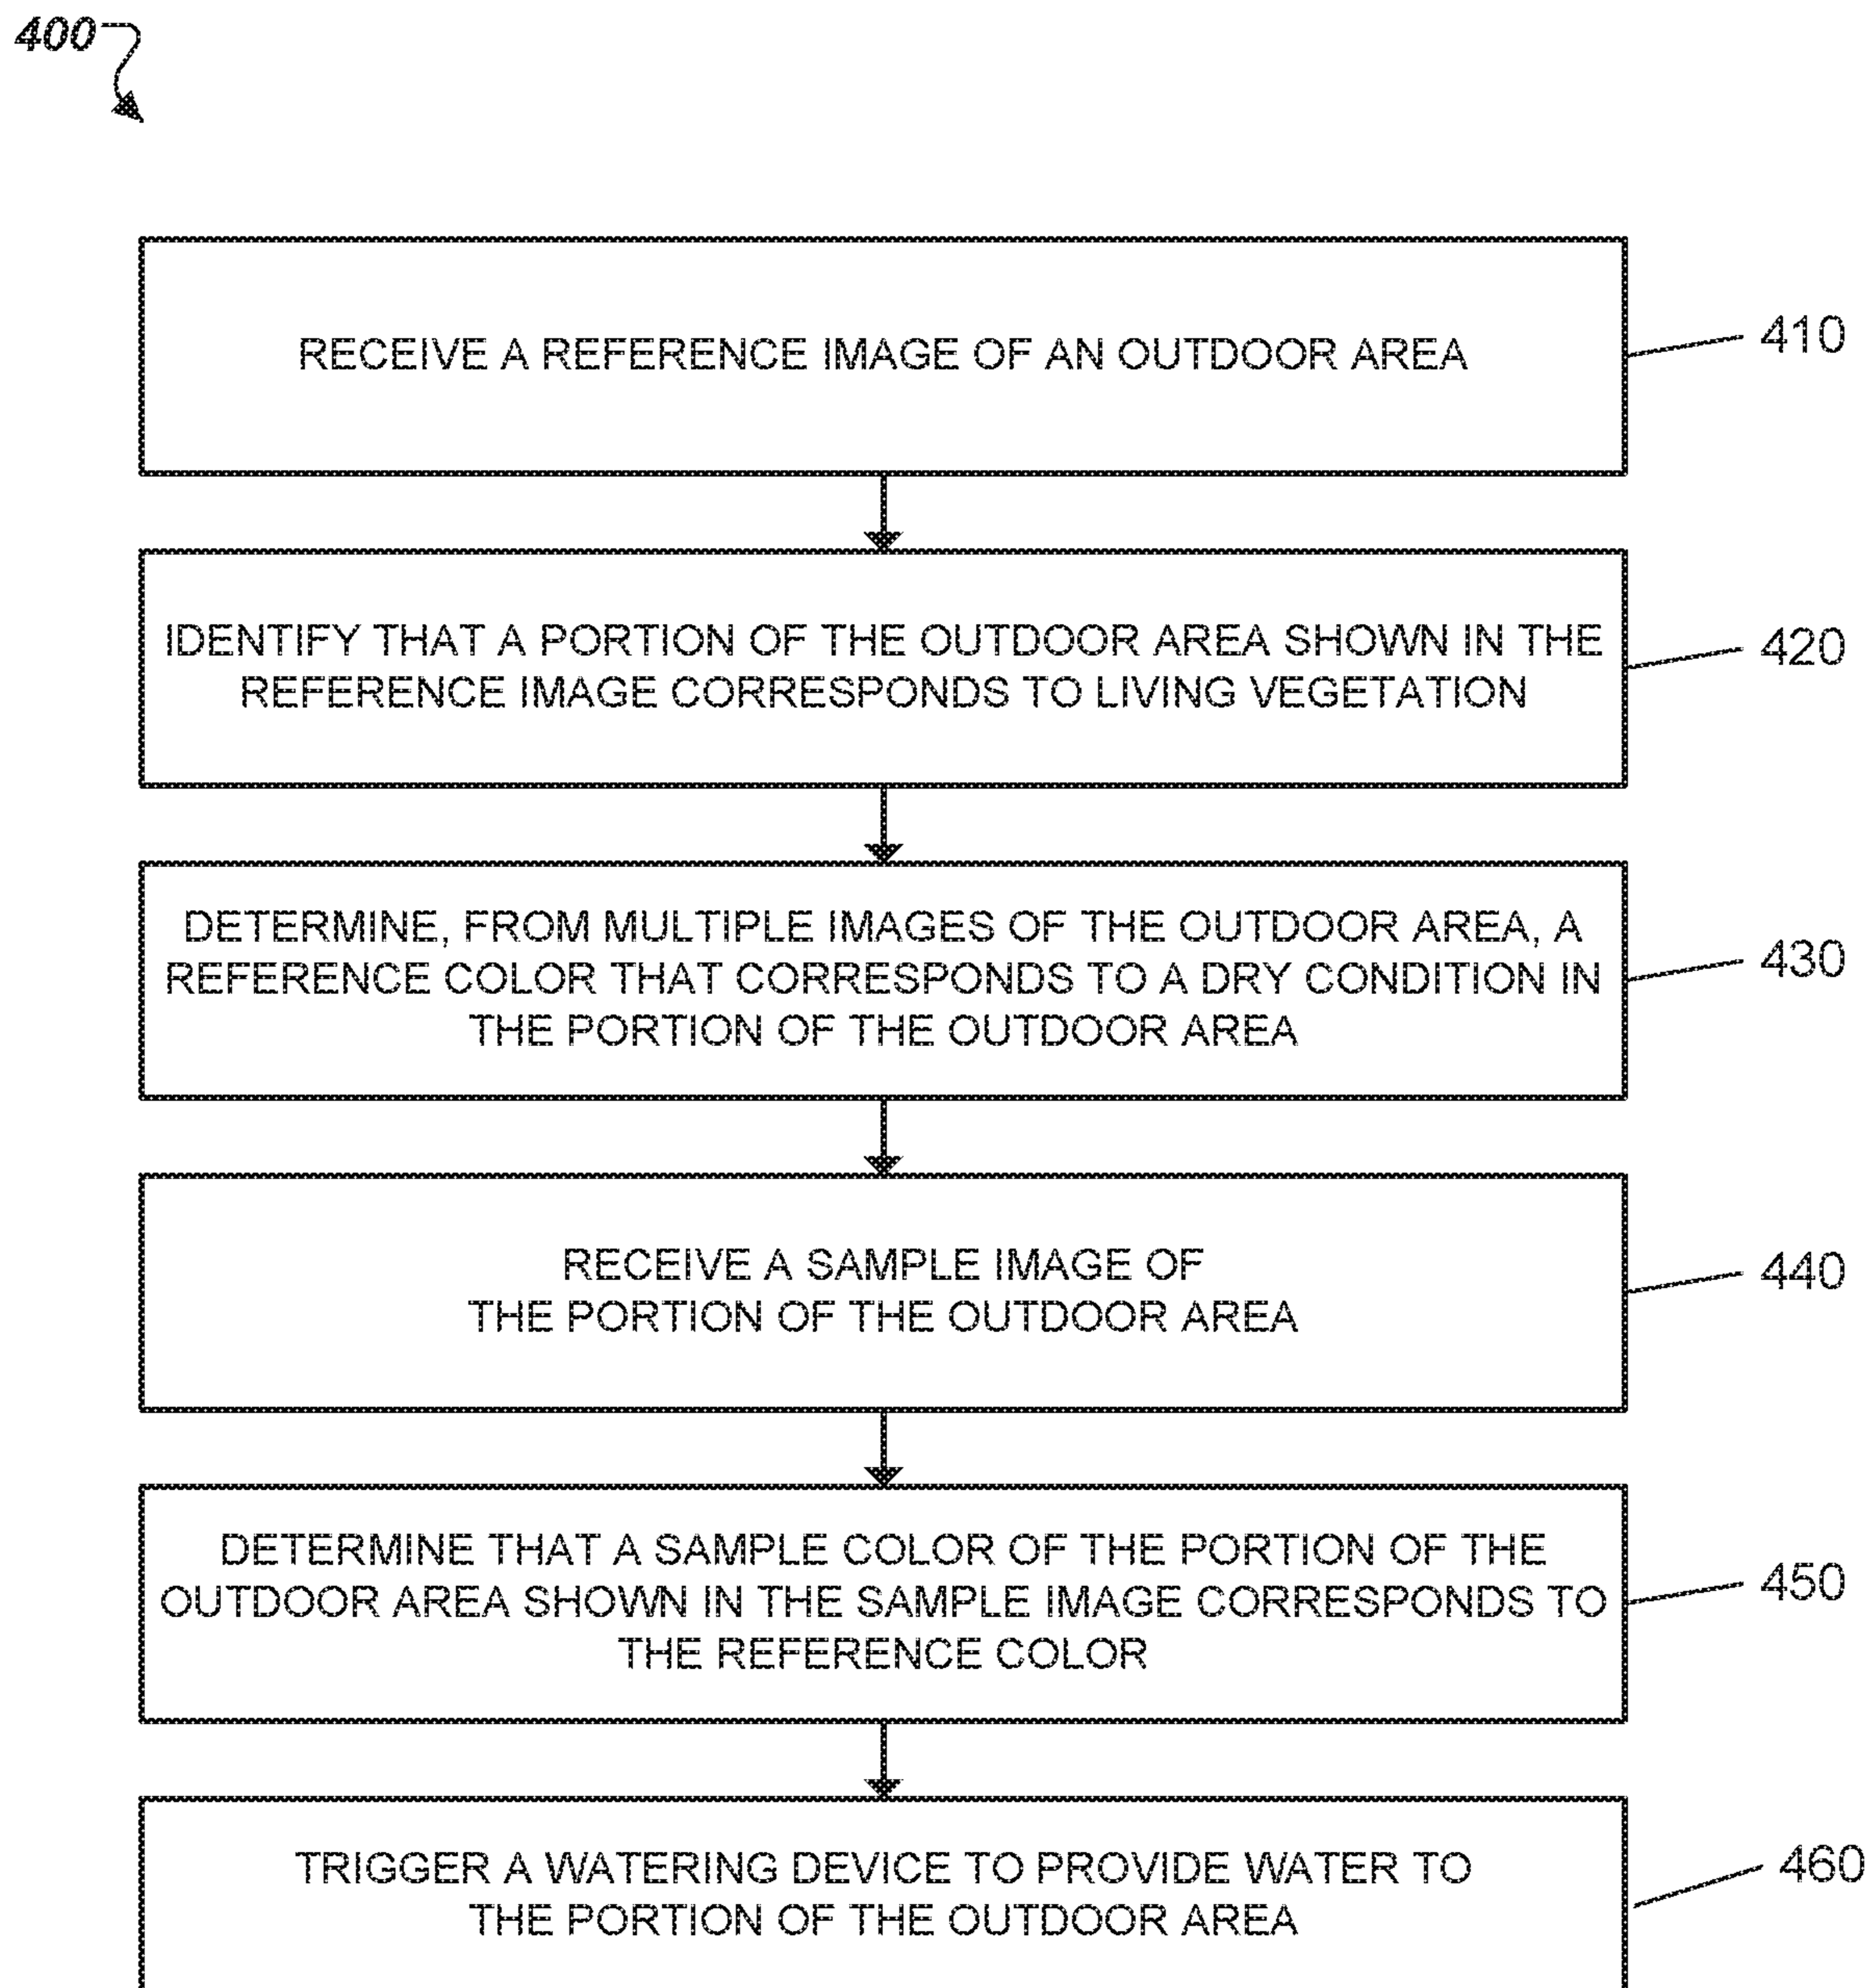 400
RECEIVE A REFERENCE IMAGE OF AN OUTDOOR AREA
410
IDENTIFY THAT A PORTION OF THE OUTDOOR AREA SHOWN IN THE
REFERENCE IMAGE CORRESPONDS TO LIVING VEGETATION
420
DETERMINE, FROM MULTIPLE IMAGES OF THE OUTDOOR AREA, A
REFERENCE COLOR THAT CORRESPONDS TO A DRY CONDITION IN
THE PORTION OF THE OUTDOOR AREA
430
RECEIVE A SAMPLE IMAGE OF
THE PORTION OF THE OUTDOOR AREA
440
DETERMINE THAT A SAMPLE COLOR OF THE PORTION OF THE
OUTDOOR AREA SHOWN IN THE SAMPLE IMAGE CORRESPONDS TO
THE REFERENCE COLOR
450
TRIGGER A WATERING DEVICE TO PROVIDE WATER TO
THE PORTION OF THE OUTDOOR AREA
460